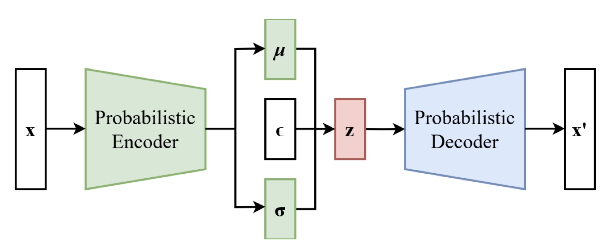 x
Probabilistic
Encoder
μ
c
σ
z
Probabilistic
Decoder
x'